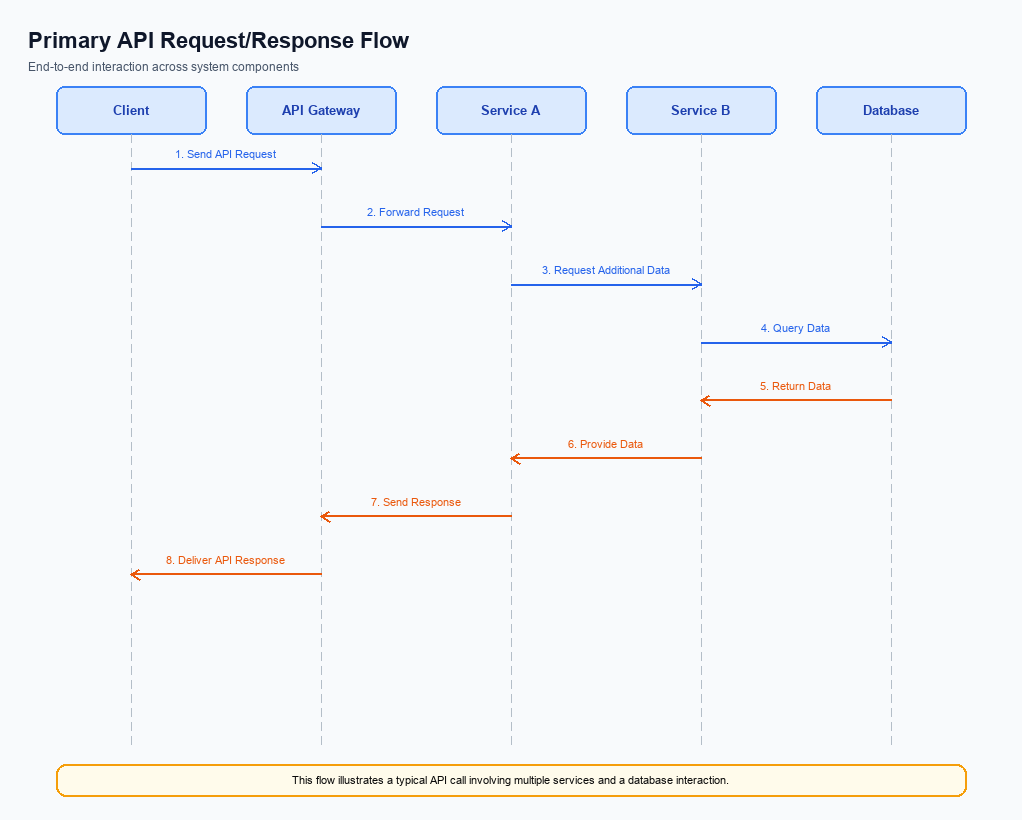 Primary API Request/Response Flow
End-to-end interaction across system components
Client
API Gateway
Service A
Service B
Database
1. Send API Request
2. Forward Request
3. Request Additional Data
4. Query Data
5. Return Data
6. Provide Data
7. Send Response
8. Deliver API Response
This flow illustrates a typical API call involving multiple services and a database interaction.